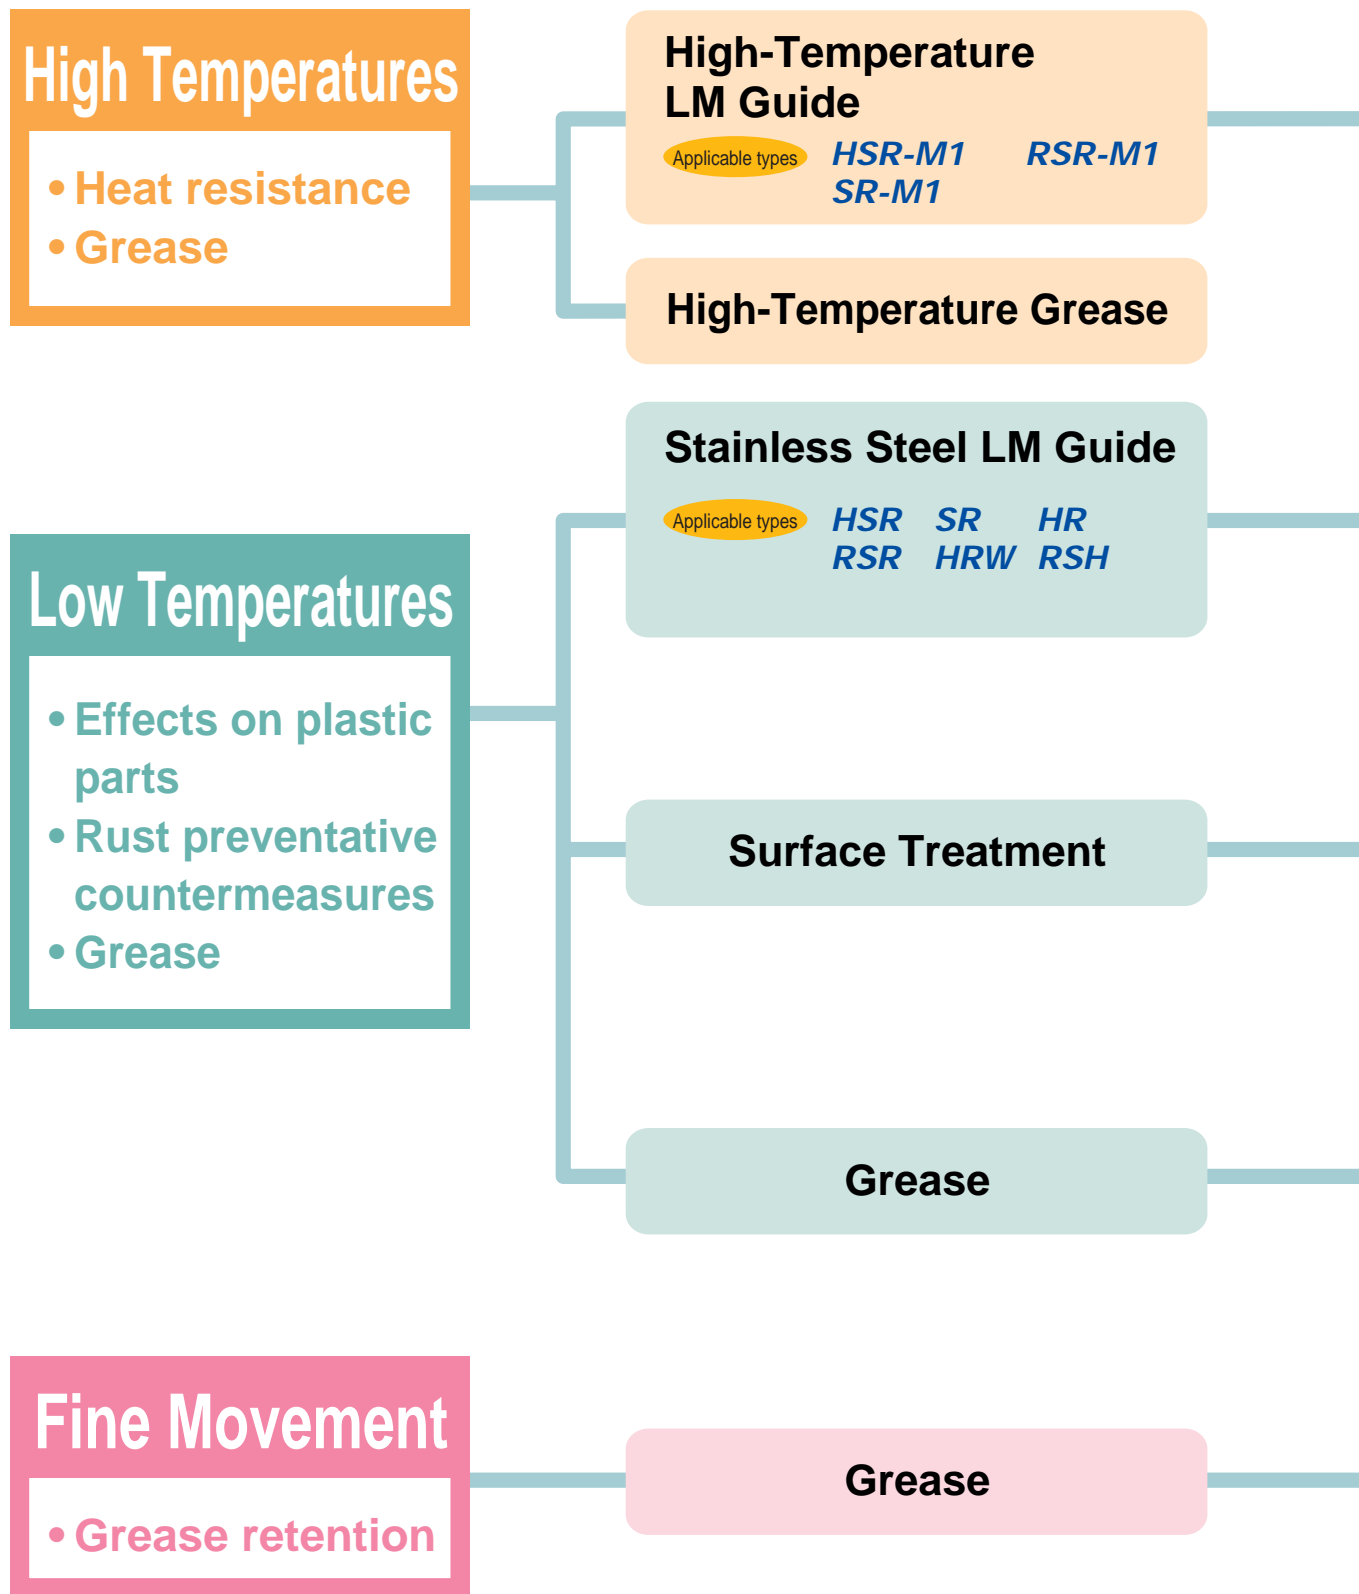 High Temperatures
• Heat resistance
• Grease
High-Temperature
LM Guide
Applicable types HSR-M1 RSR-M1
SR-M1
High-Temperature Grease
Low Temperatures
• Effects on plastic
parts
• Rust preventative
countermeasures
• Grease
Stainless Steel LM Guide
Applicable types HSR SR HR
RSR HRW RSH
Surface Treatment
Grease
Fine Movement
• Grease retention
Grease